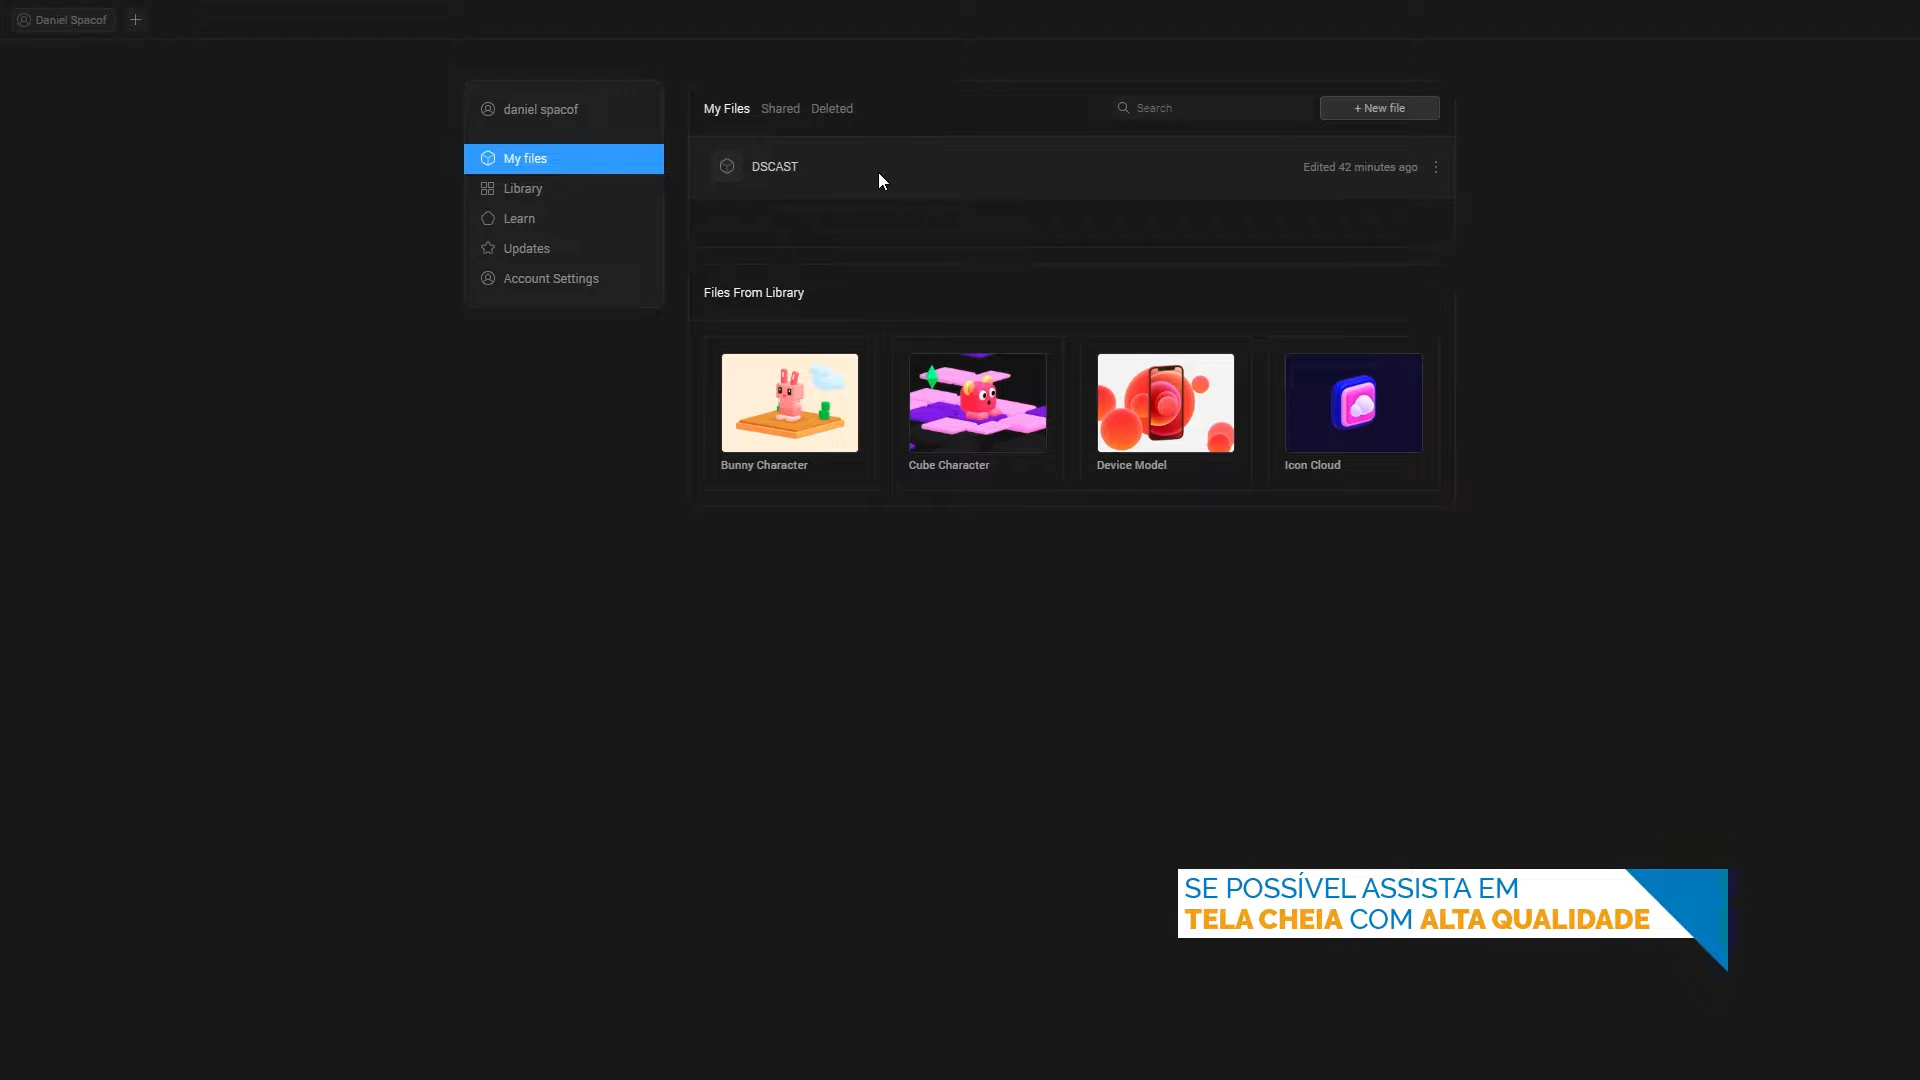 Daniel Spacof
daniel spacof
My files
Library
Learn
Updates
Account Settings
My Files Shared Deleted
Search
+ New file
DSCAST
Edited 42 minutes ago
Files From Library
Bunny Character
Cube Character
Device Model
Icon Cloud
SE POSSÍVEL ASSISTA EM
TELA CHEIA COM ALTA QUALIDADE